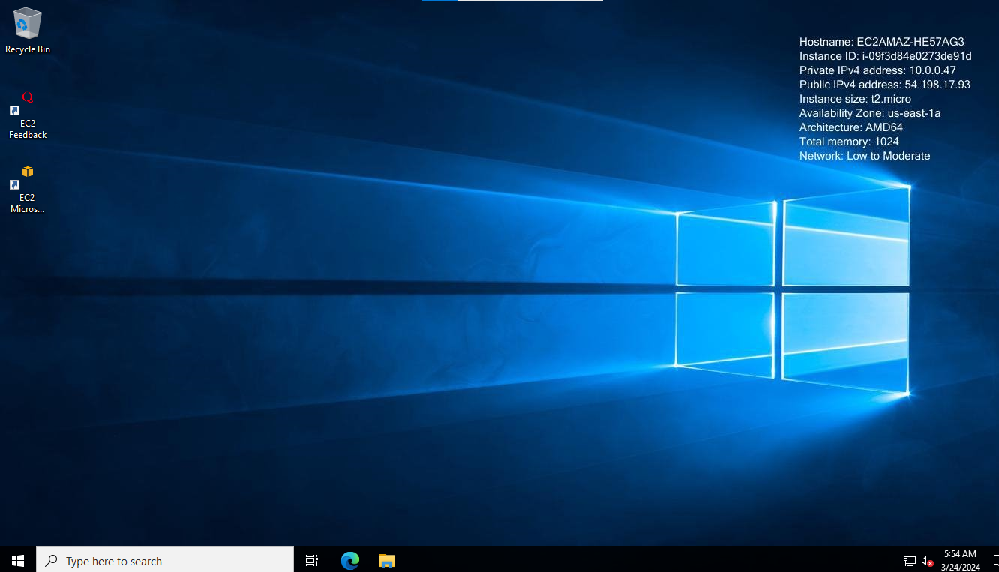 Recycle Bin
EC2
Feedback
EC2
Micros...
Hostname: EC2AMAZ-HE57AG3
Instance ID: i-09f3d84e0273de91d
Private IPv4 address: 10.0.0.47
Public IPv4 address: 54.198.17.93
Instance size: t2.micro
Availability Zone: us-east-1a
Architecture: AMD64
Total memory: 1024
Network: Low to Moderate
Type here to search
5:54 AM
3/24/2024